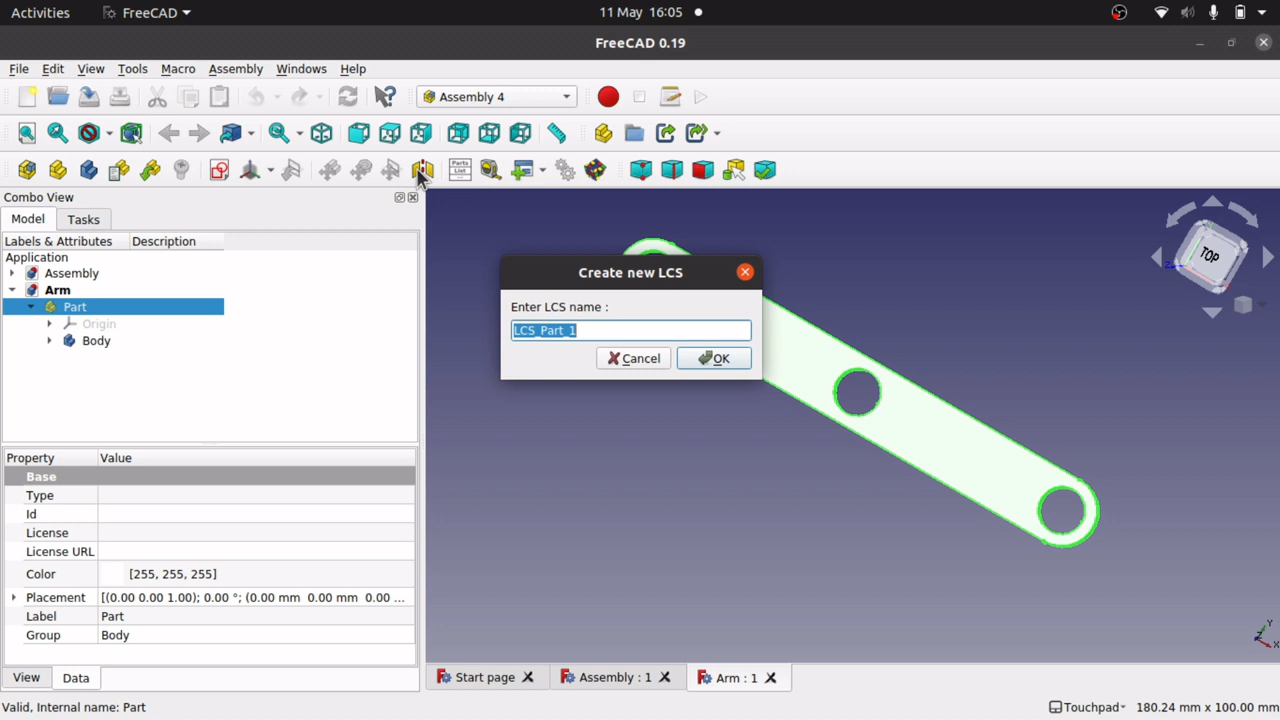 Activities
FreeCAD
11 May 16:05
FreeCAD 0.19
File Edit View Tools Macro Assembly Windows Help
Assembly 4
Parts List
Combo View
Model Tasks
Labels & Attributes Description
Application
Assembly
Arm
Part
Origin
Body
Property Value
Base
Type
Id
License
License URL
Color [255, 255, 255]
Placement [(0.00 0.00 1.00); 0.00 °; (0.00 mm 0.00 mm 0.00 ...
Label Part
Group Body
View Data
Create new LCS
Enter LCS name :
LCS_Part_1
Cancel OK
TOP
Z
Y
Z
X
Start page Assembly : 1 Arm : 1
Valid, Internal name: Part
Touchpad 180.24 mm x 100.00 mm